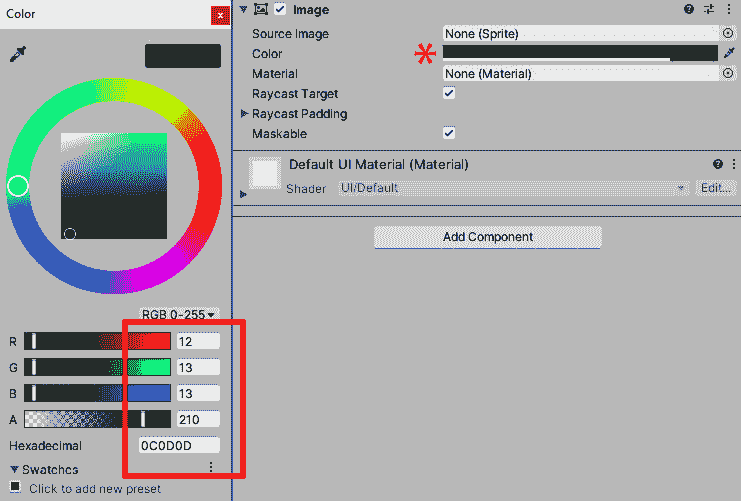 Color
x
RGB 0-255
R 12
G 13
B 13
A 210
Hexadecimal 0C0D0D
Swatches
Click to add new preset
Image
Source Image None (Sprite)
Color
Material None (Material)
Raycast Target
Raycast Padding
Maskable
Default UI Material (Material)
Shader UI/Default Edit...
Add Component